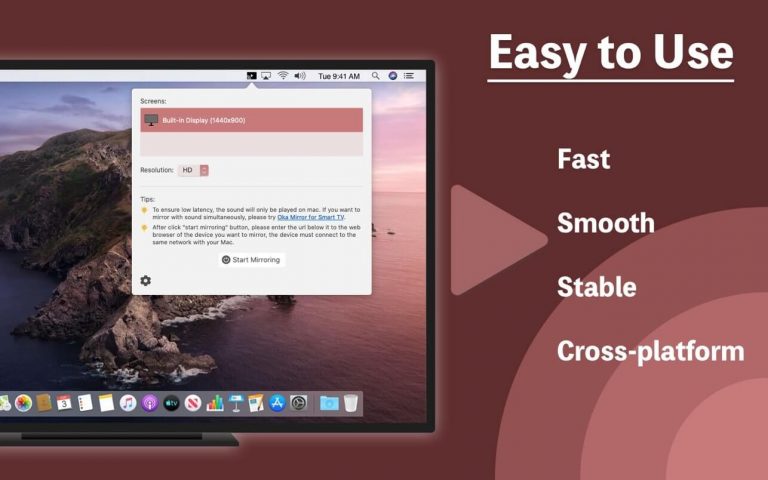 Easy to Use
Tue 9:41 AM
Screens:
Built-in Display (1440x900)
Resolution: HD
Tips:
To ensure low latency, the sound will only be played on mac. If you want to
mirror with sound simultaneously, please try Oka Mirror for Smart TV.
After click "start mirroring" button, please enter the url below it to the web
browser of the device you want to mirror, the device must connect to the
same network with your Mac.
Start Mirroring
Fast
Smooth
Stable
Cross-platform
3
tv